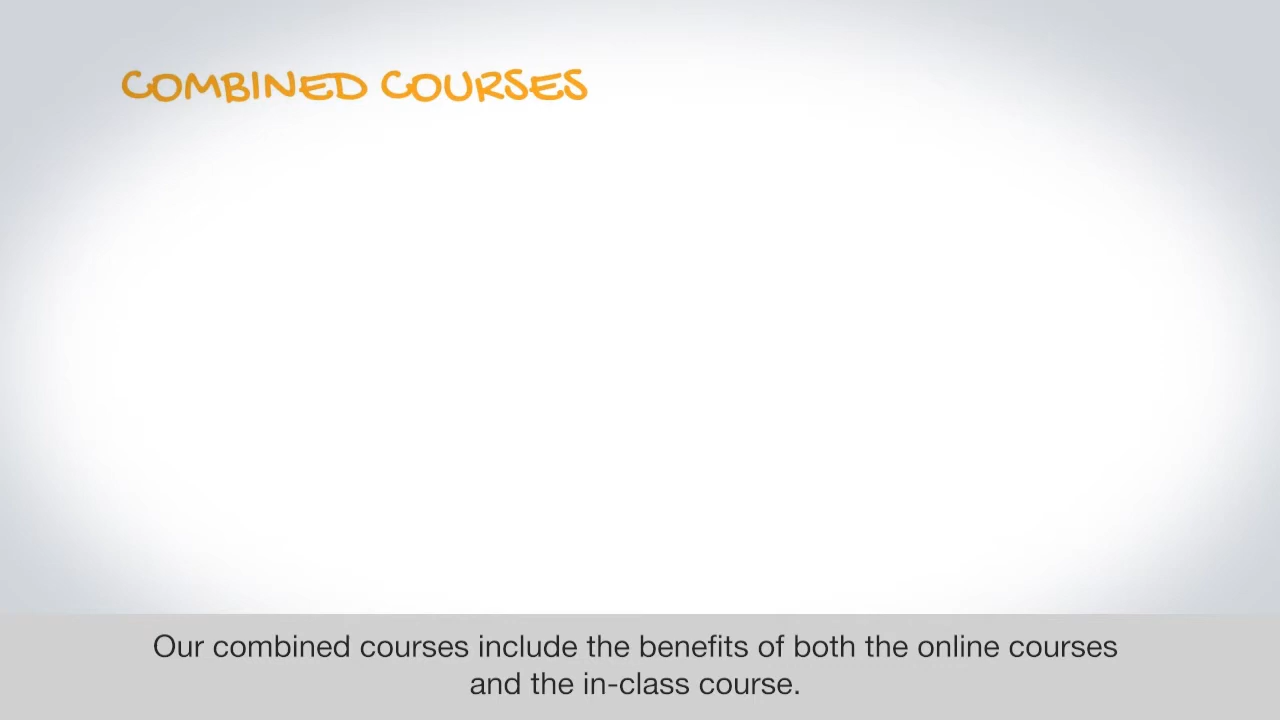 COMBINED COURSES
Our combined courses include the benefits of both the online courses
and the in-class course.